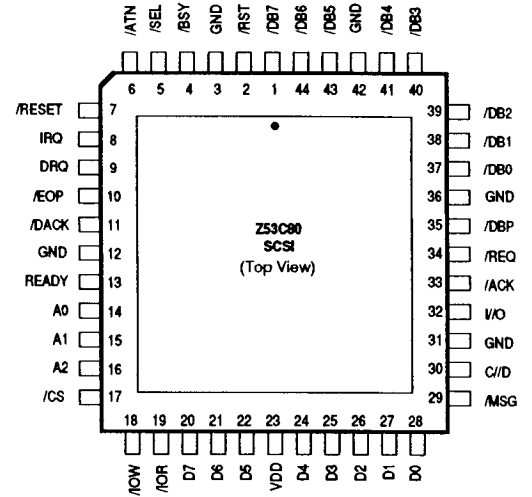 /ATN /SEL /BSY GND /RST /DB7 /DB6 /DB5 GND /DB4 /DB3
6 5 4 3 2 1 44 43 42 41 40
/RESET 7
IRQ 8
DRQ 9
/EOP 10
/DACK 11
GND 12
READY 13
A0 14
A1 15
A2 16
/CS 17
Z53C80
SCSI
(Top View)
39 /DB2
38 /DB1
37 /DB0
36 GND
35 /DBP
34 /REQ
33 /ACK
32 I//O
31 GND
30 C//D
29 /MSG
18 19 20 21 22 23 24 25 26 27 28
/IOW /IOR D7 D6 D5 VDD D4 D3 D2 D1 D0